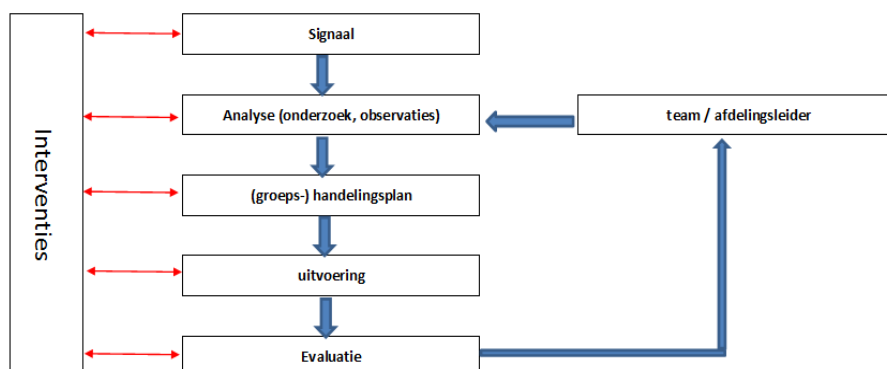 Interventies
Signaal
Analyse (onderzoek, observaties)
team / afdelingsleider
(groeps-) handelingsplan
uitvoering
Evaluatie